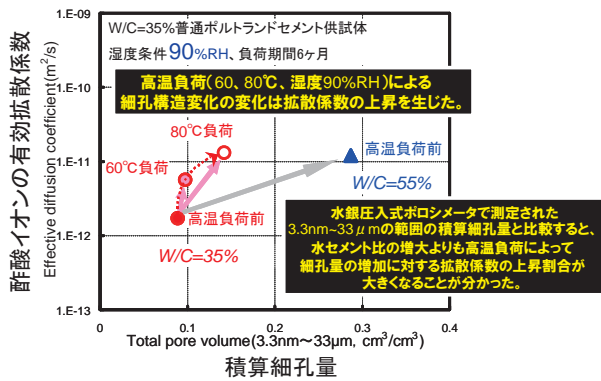 酢酸イオンの有効拡散係数
Effective diffusion coefficient(m²/s)
1.E-09
1.E-10
1.E-11
1.E-12
1.E-13
W/C=35%普通ポルトランドセメント供試体
湿度条件90%RH、負荷期間6ヶ月
高温負荷(60、80℃、湿度90%RH)による
細孔構造変化の変化は拡散係数の上昇を生じた。
80℃負荷
60℃負荷
高温負荷前
W/C=55%
高温負荷前
W/C=35%
水銀圧入式ポロシメータで測定された
3.3nm~33μmの範囲の積算細孔量と比較すると、
水セメント比の増大よりも高温負荷によって
細孔量の増加に対する拡散係数の上昇割合が
大きくなることが分かった。
0
0.1
0.2
0.3
0.4
Total pore volume(3.3nm～33μm, cm³/cm³)
積算細孔量